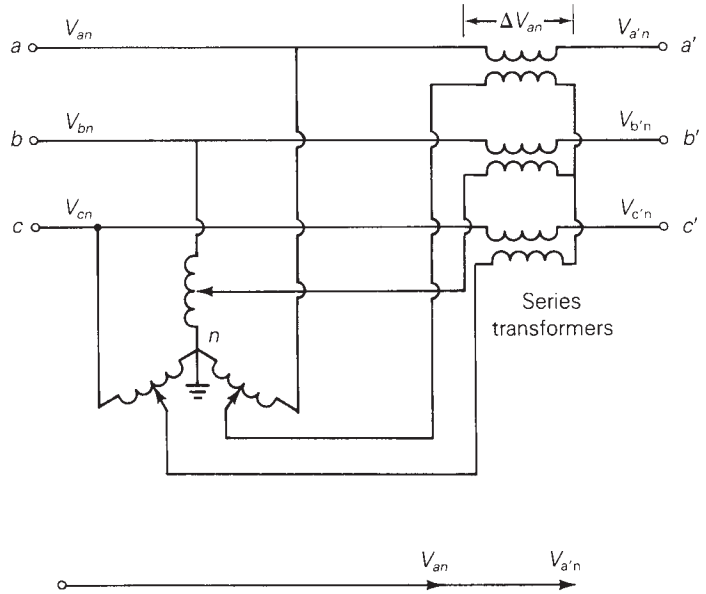 ΔVan
a Van Va'n a'
b Vbn Vb'n b'
c Vcn Vc'n c'
Series
transformers
n
Van Va'n